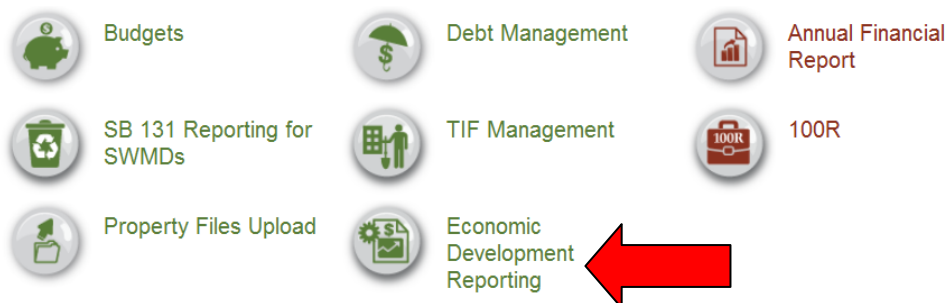 Budgets
Debt Management
Annual Financial
Report
SB 131 Reporting for
SWMDs
TIF Management
100R
100R
Property Files Upload
Economic
Development
Reporting